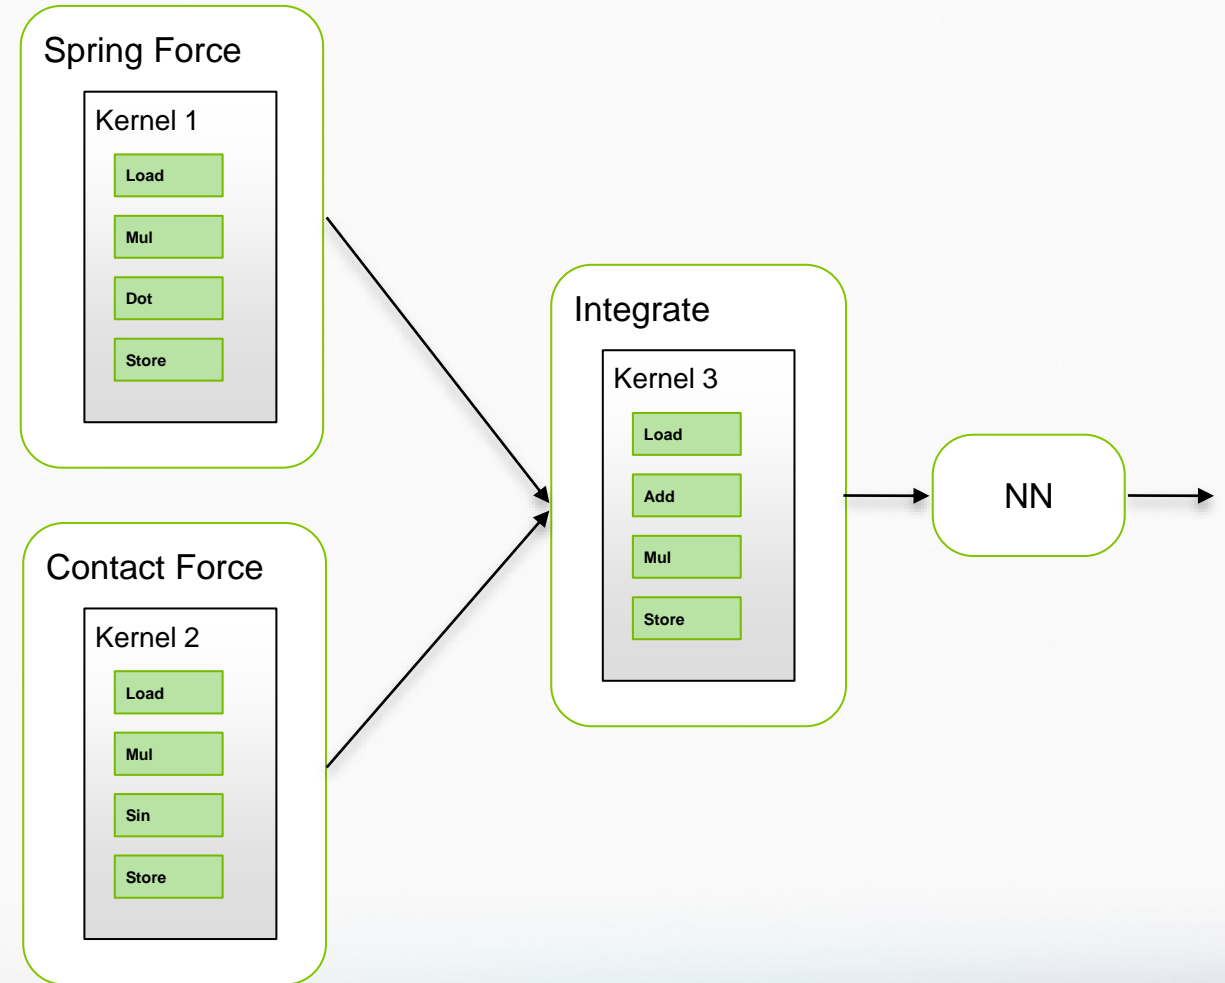 Spring Force
Kernel 1
Load
Mul
Dot
Store
Contact Force
Kernel 2
Load
Mul
Sin
Store
Integrate
Kernel 3
Load
Add
Mul
Store
NN